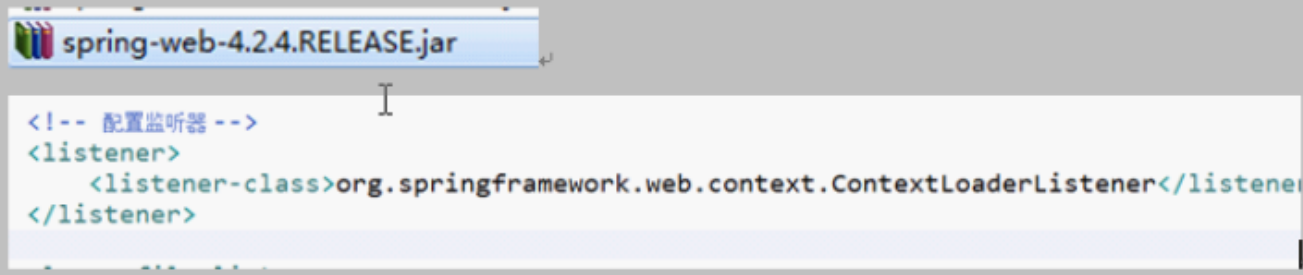 spring-web-4.2.4.RELEASE.jar
<!-- 配置监听器 -->
<listener>
<listener-class>org.springframework.web.context.ContextLoaderListener</listener
</listener>